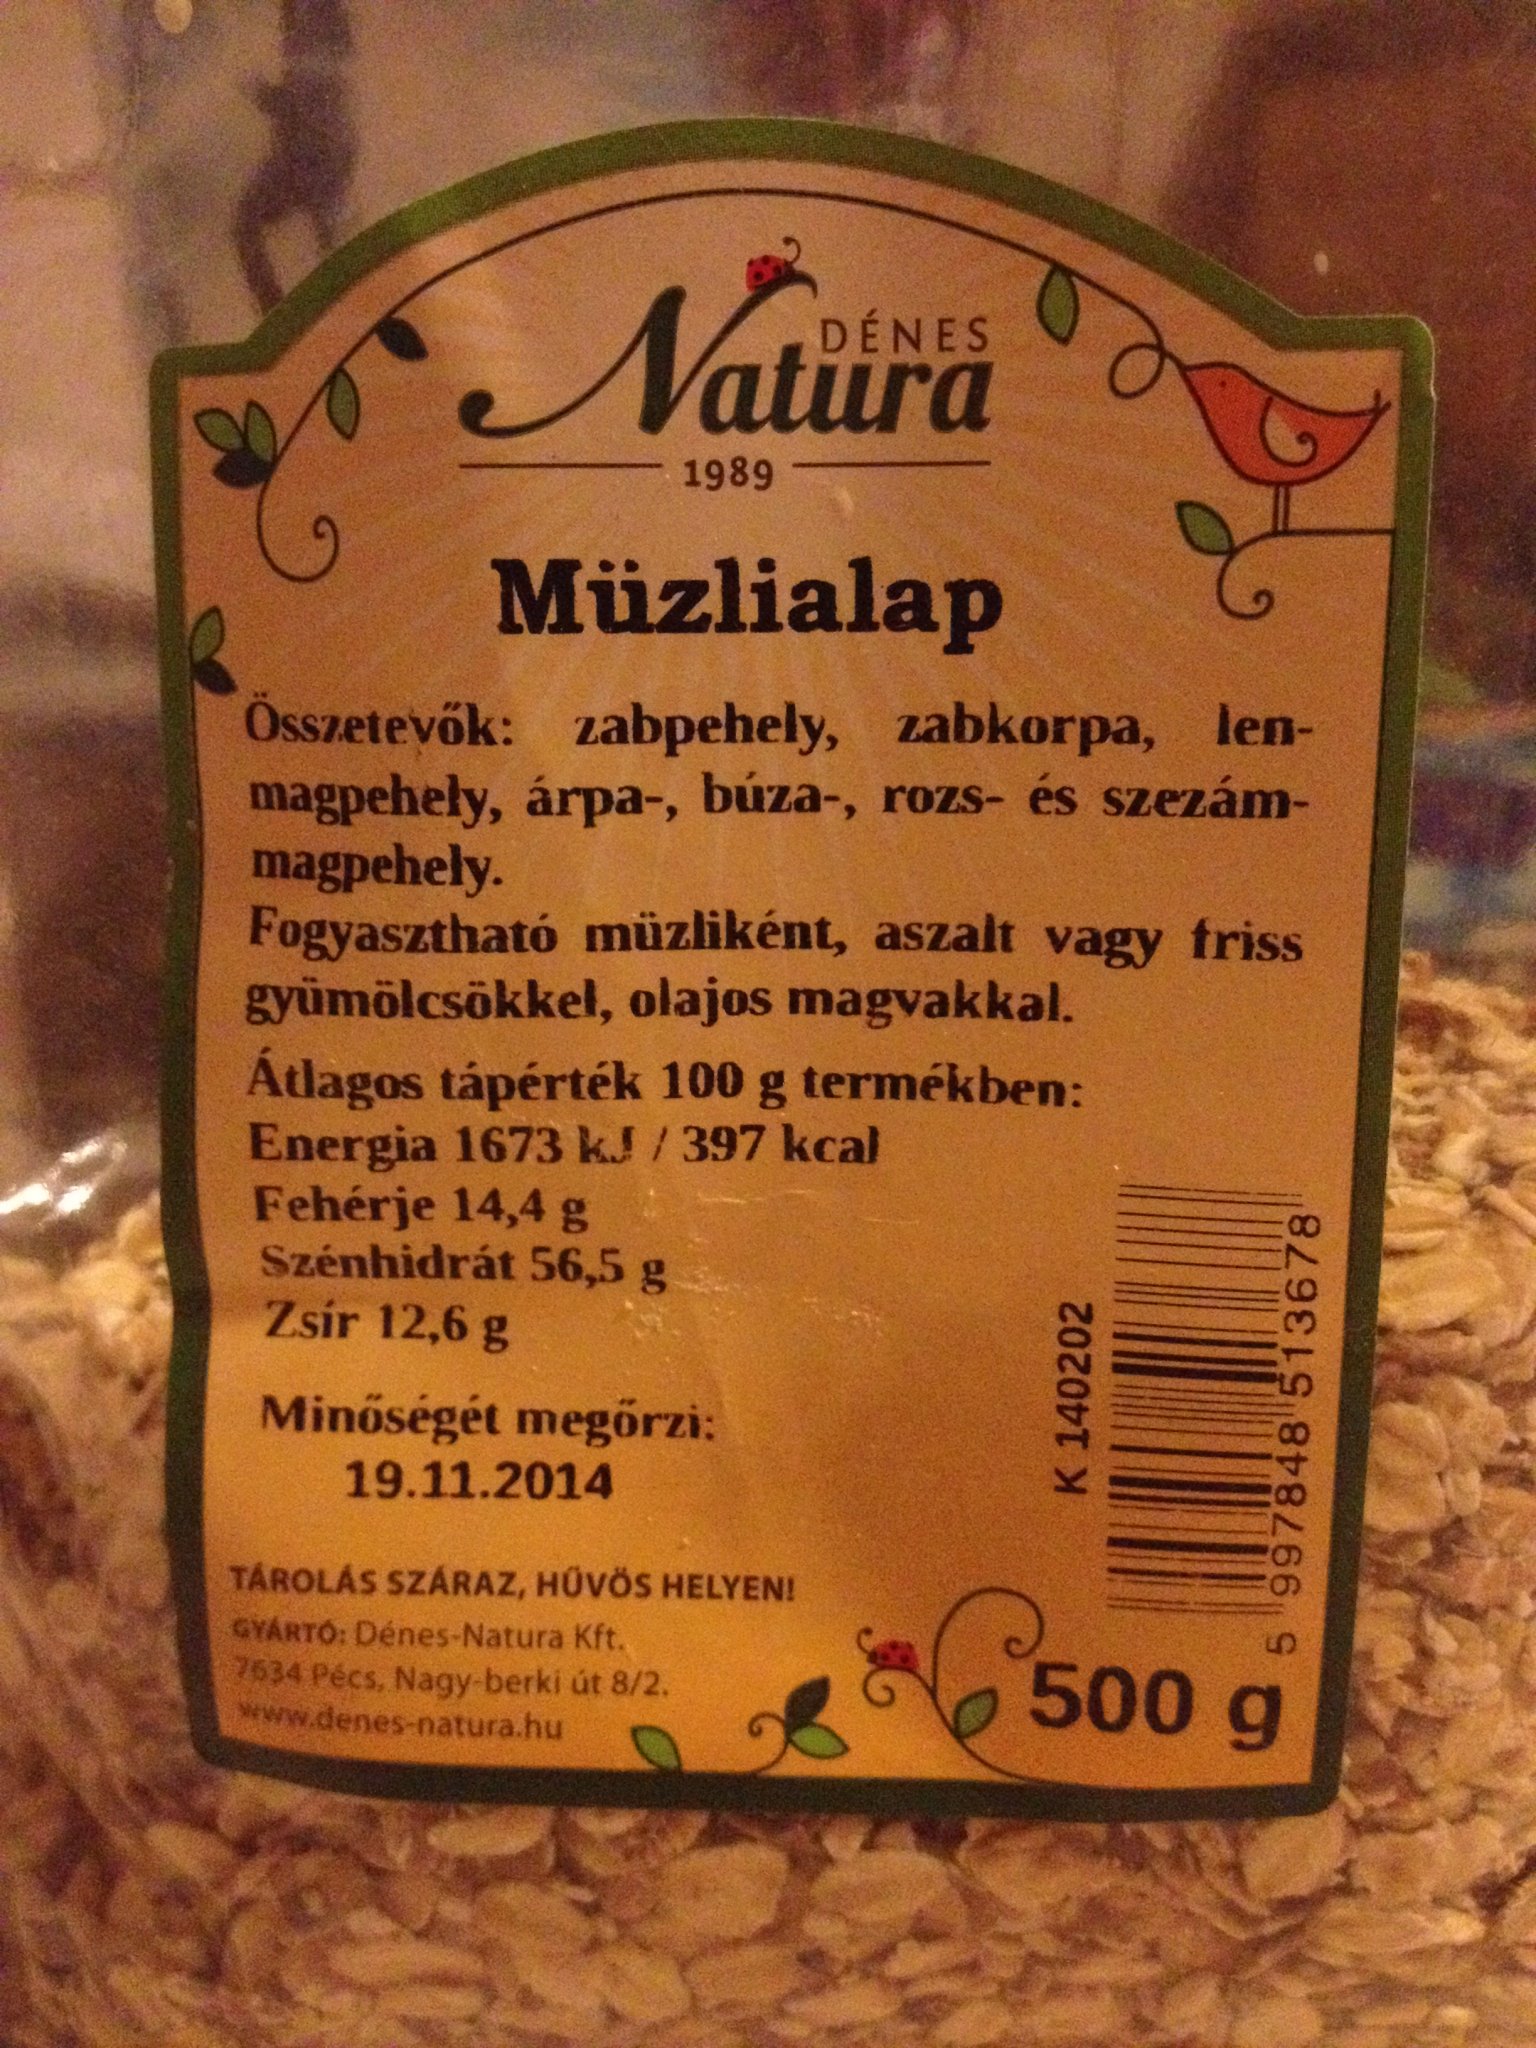 DÉNES
Natura
1989
Müzlialap
Összetevők: zabpehely, zabkorpa, len-
magpehely, árpa-, búza-, rozs- és szezám-
magpehely.
Fogyasztható müzliként, aszalt vagy friss
gyümölcsökkel, olajos magvakkal.
Átlagos tápérték 100 g termékben:
Energia 1673 kJ / 397 kcal
Fehérje 14,4 g
Szénhidrát 56,5 g
Zsír 12,6 g
Minőségét megőrzi:
19.11.2014
K 140202
5 997848 513678
TÁROLÁS SZÁRAZ, HŰVÖS HELYEN!
GYÁRTÓ: Dénes-Natura Kft.
7634 Pécs, Nagy-berki út 8/2.
www.denes-natura.hu
500 g